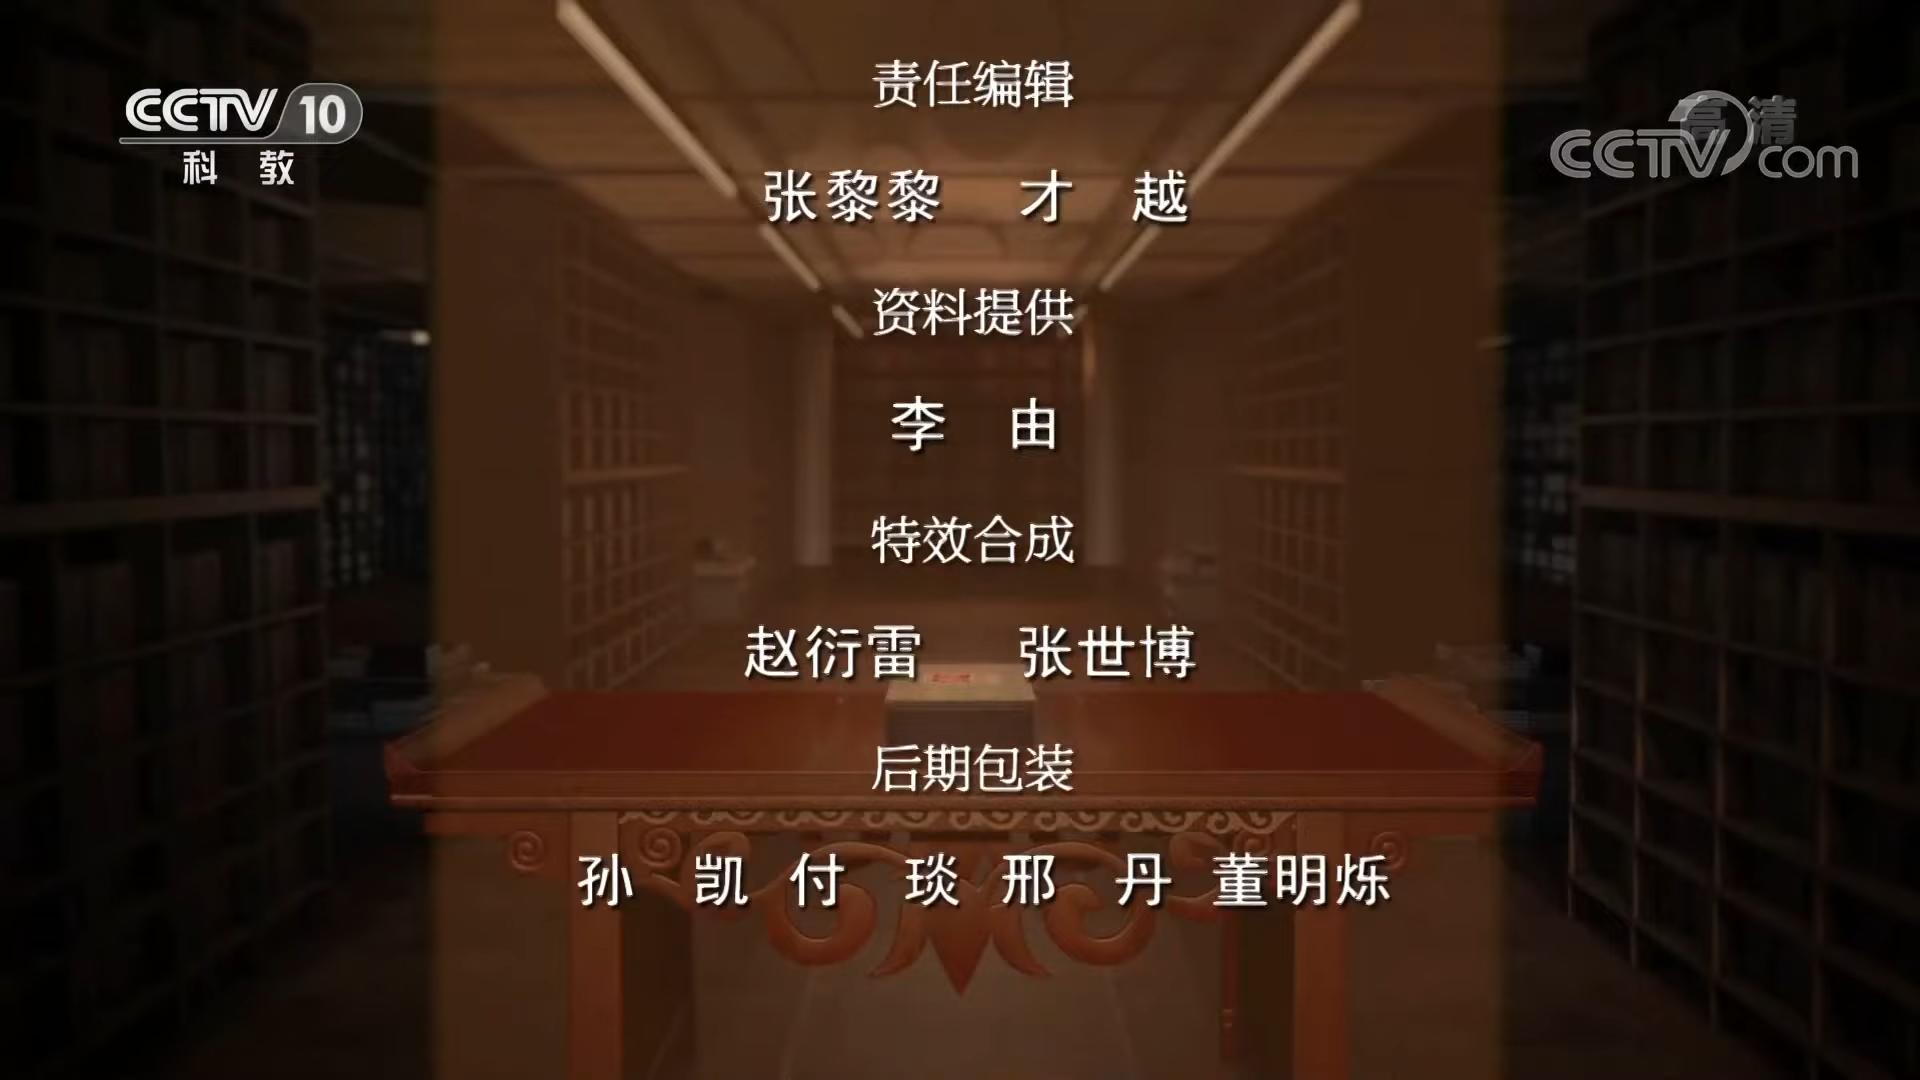 责任编辑
CCTV 10
高清
CCTV.com
科 教
张黎黎 才 越
资料提供
李 由
特效合成
赵衍雷 张世博
后期包装
孙 凯 付 琰 邢 丹 董明烁